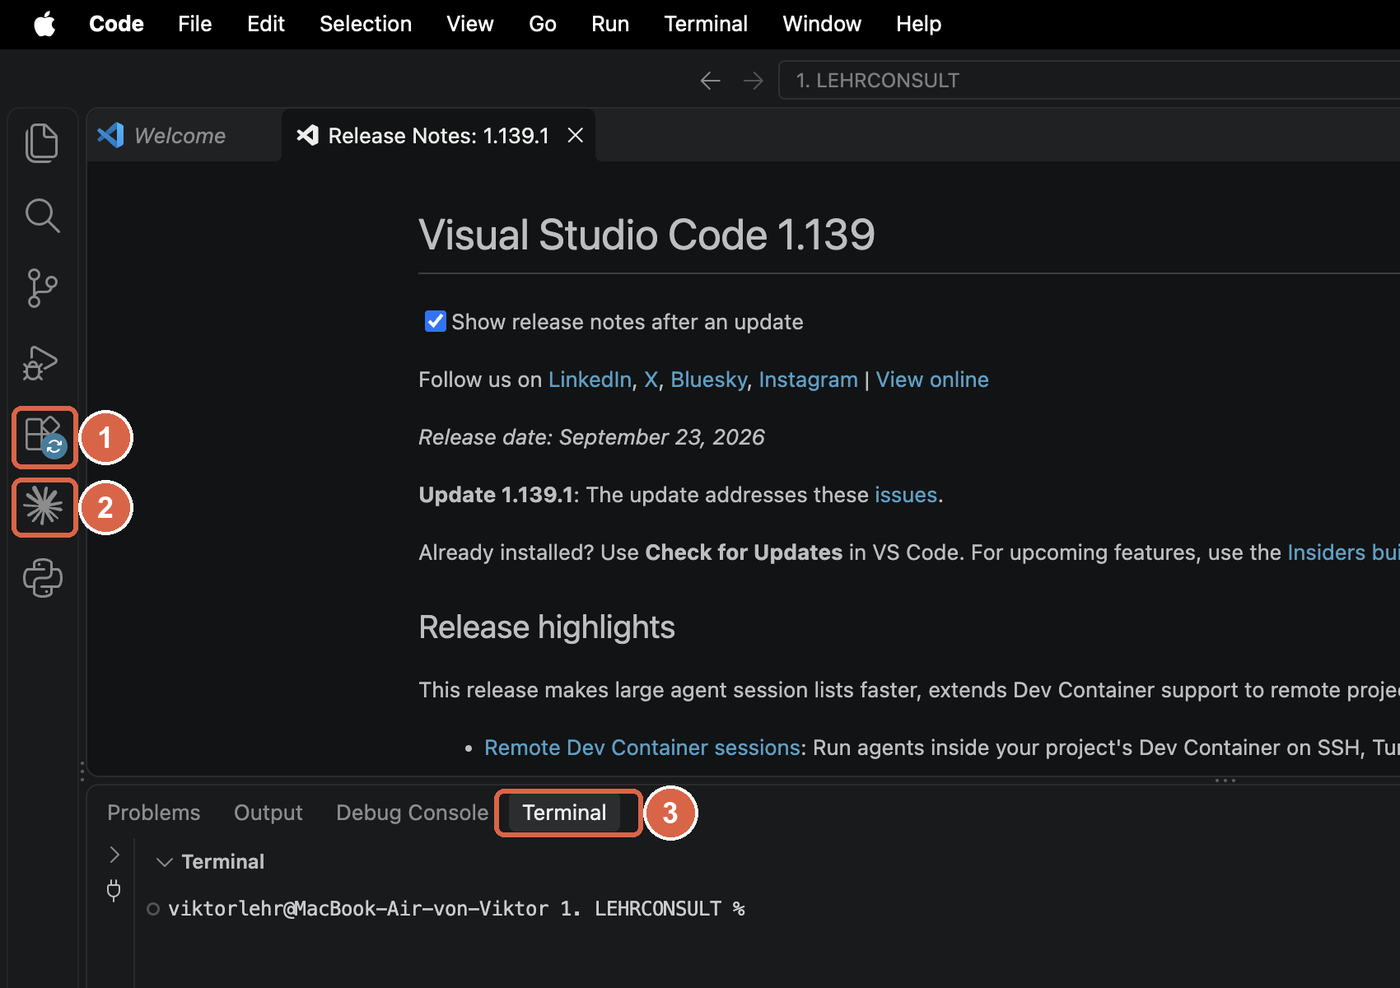 Code File Edit Selection View Go Run Terminal Window Help
1. LEHRCONSULT
Welcome
Release Notes: 1.139.1
Visual Studio Code 1.139
Show release notes after an update
Follow us on LinkedIn, X, Bluesky, Instagram | View online
Release date: September 23, 2026
Update 1.139.1: The update addresses these issues.
1
2
Already installed? Use Check for Updates in VS Code. For upcoming features, use the Insiders bui
Release highlights
This release makes large agent session lists faster, extends Dev Container support to remote proje
• Remote Dev Container sessions: Run agents inside your project's Dev Container on SSH, Tu
Problems Output Debug Console Terminal 3
Terminal
viktorlehr@MacBook-Air-von-Viktor 1. LEHRCONSULT %